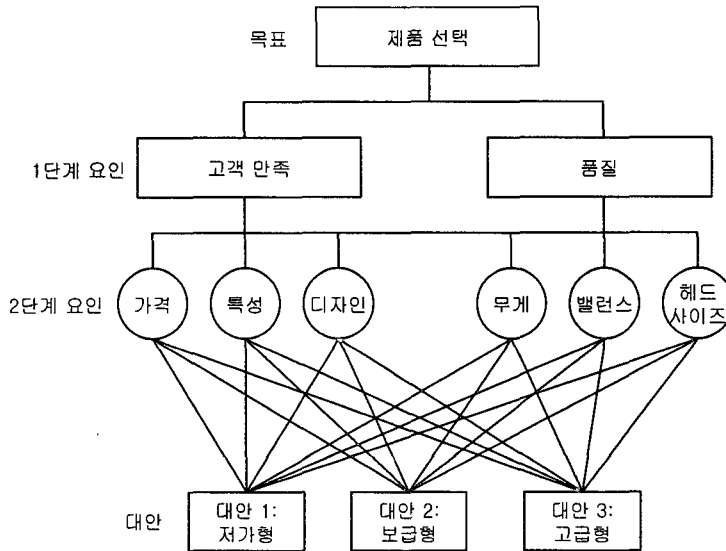 목표
제품 선택
1단계 요인
고객 만족
품질
2단계 요인
가격
특성
디자인
무게
밸런스
헤드
사이즈
대안
대안 1:
저가형
대안 2:
보급형
대안 3:
고급형